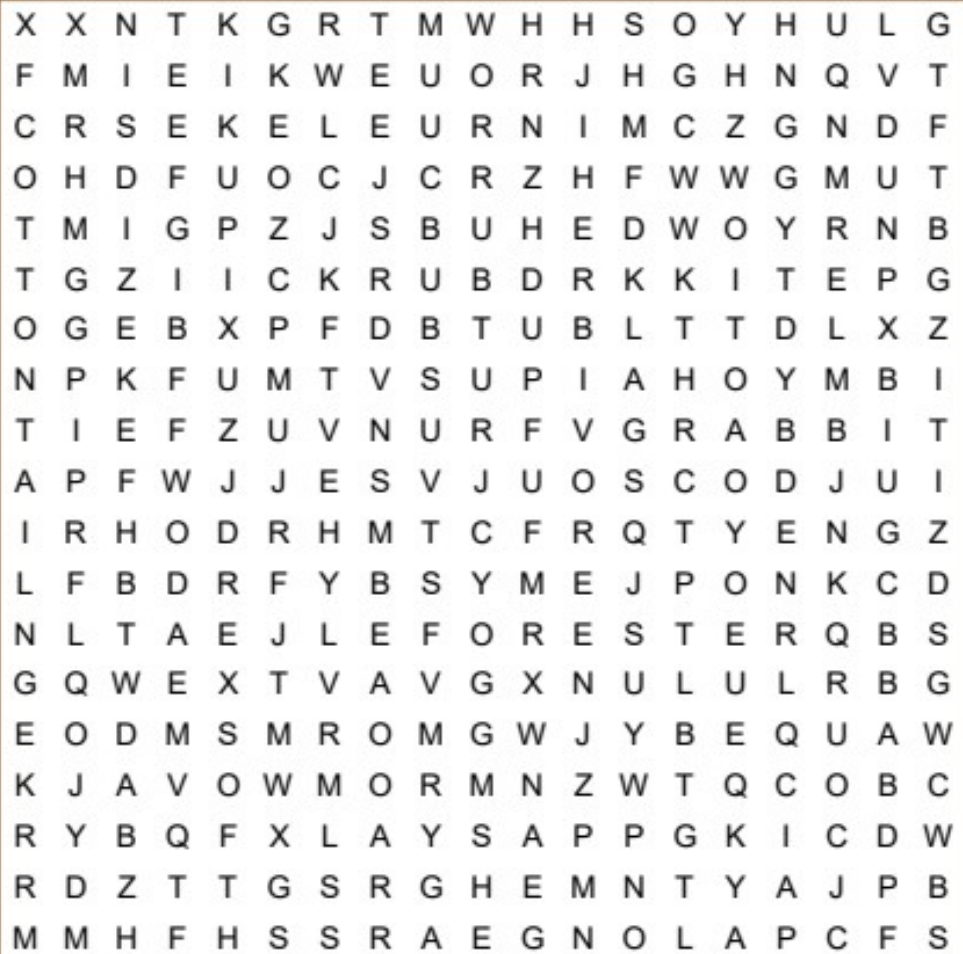 X X N T K G R T M W H H S O Y H U L G
F M I E I K W E U O R J H G H N Q V T
C R S E K E L E U R N I M C Z G N D F
O H D F U O C J C R Z H F W W G M U T
T M I G P Z J S B U H E D W O Y R N B
T G Z I I C K R U B D R K K I T E P G
O G E B X P F D B T U B L T T D L X Z
N P K F U M T V S U P I A H O Y M B I
T I E F Z U V N U R F V G R A B B I T
A P F W J J E S V J U O S C O D J U I
I R H O D R H M T C F R Q T Y E N G Z
L F B D R F Y B S Y M E J P O N K C D
N L T A E J L E F O R E S T E R Q B S
G Q W E X T V A V G X N U L U L R B G
E O D M S M R O M G W J Y B E Q U A W
K J A V O W M O R M N Z W T Q C O B C
R Y B Q F X L A Y S A P P G K I C D W
R D Z T T G S R G H E M N T Y A J P B
M M H F H S S R A E G N O L A P C F S